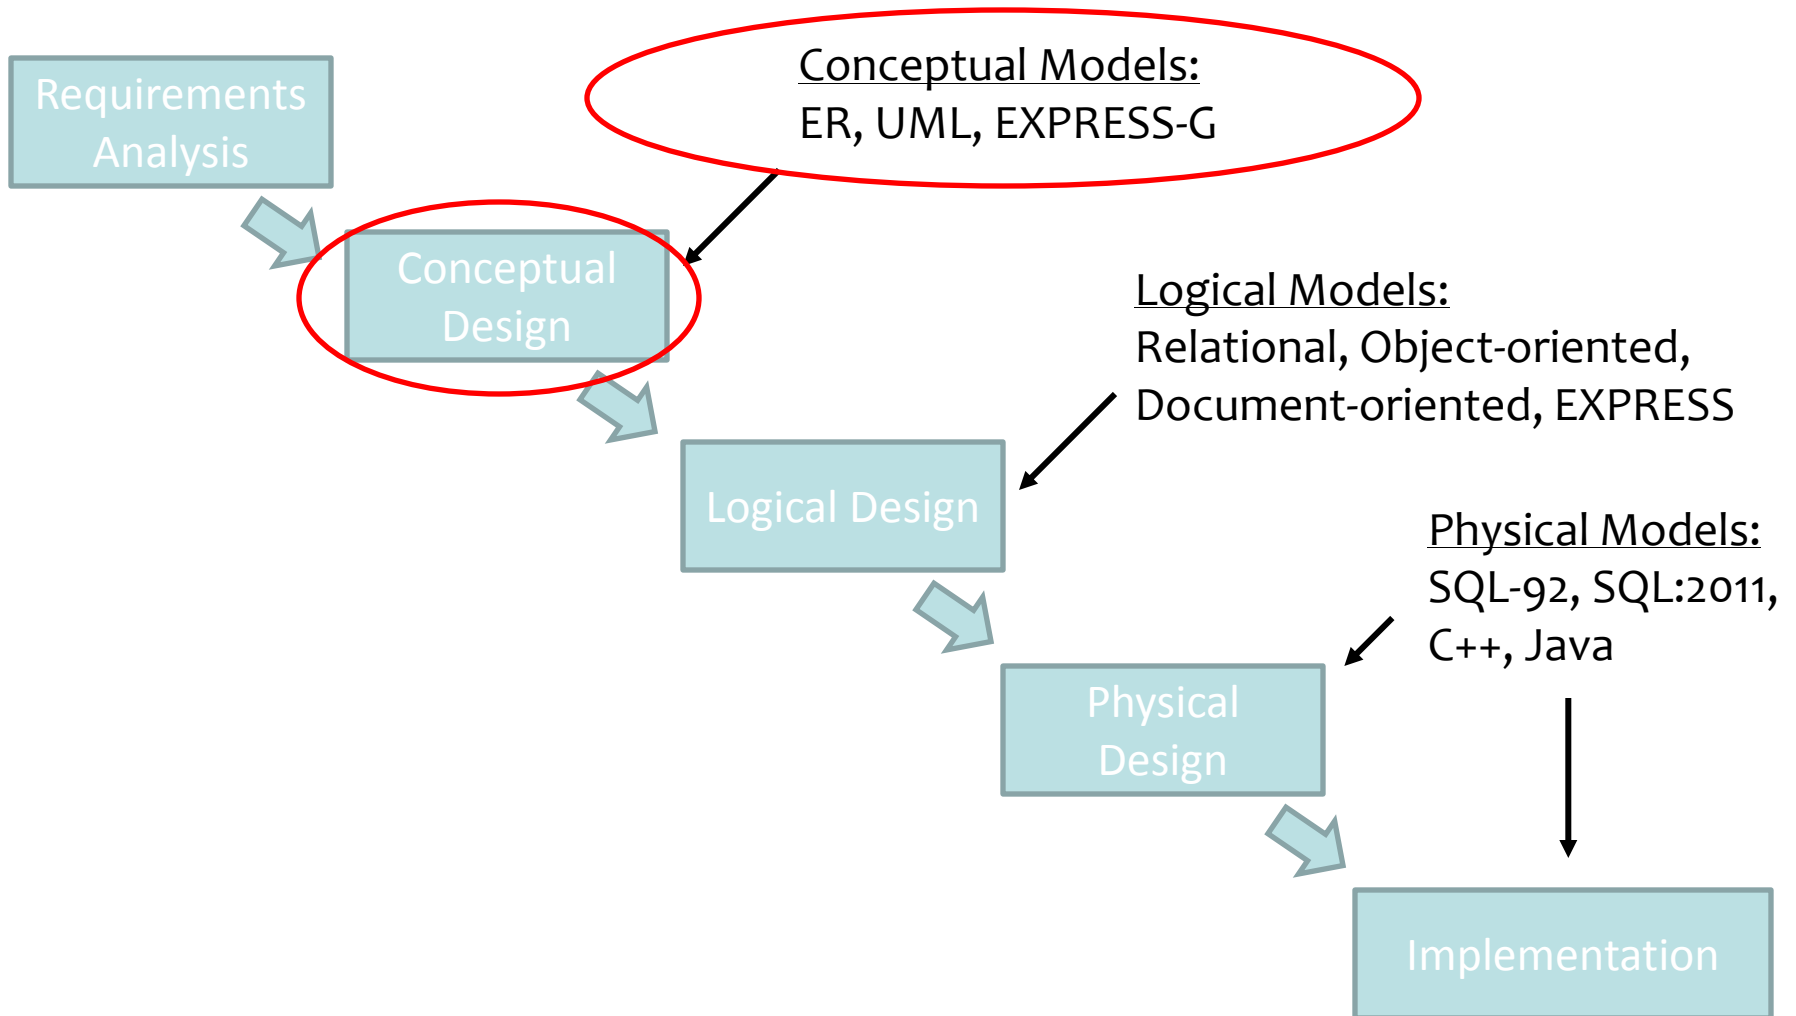 Requirements
Analysis
Conceptual Models:
ER, UML, EXPRESS-G
Conceptual
Design
Logical Models:
Relational, Object-oriented,
Document-oriented, EXPRESS
Logical Design
Physical Models:
SQL-92, SQL:2011,
C++, Java
Physical
Design
Implementation